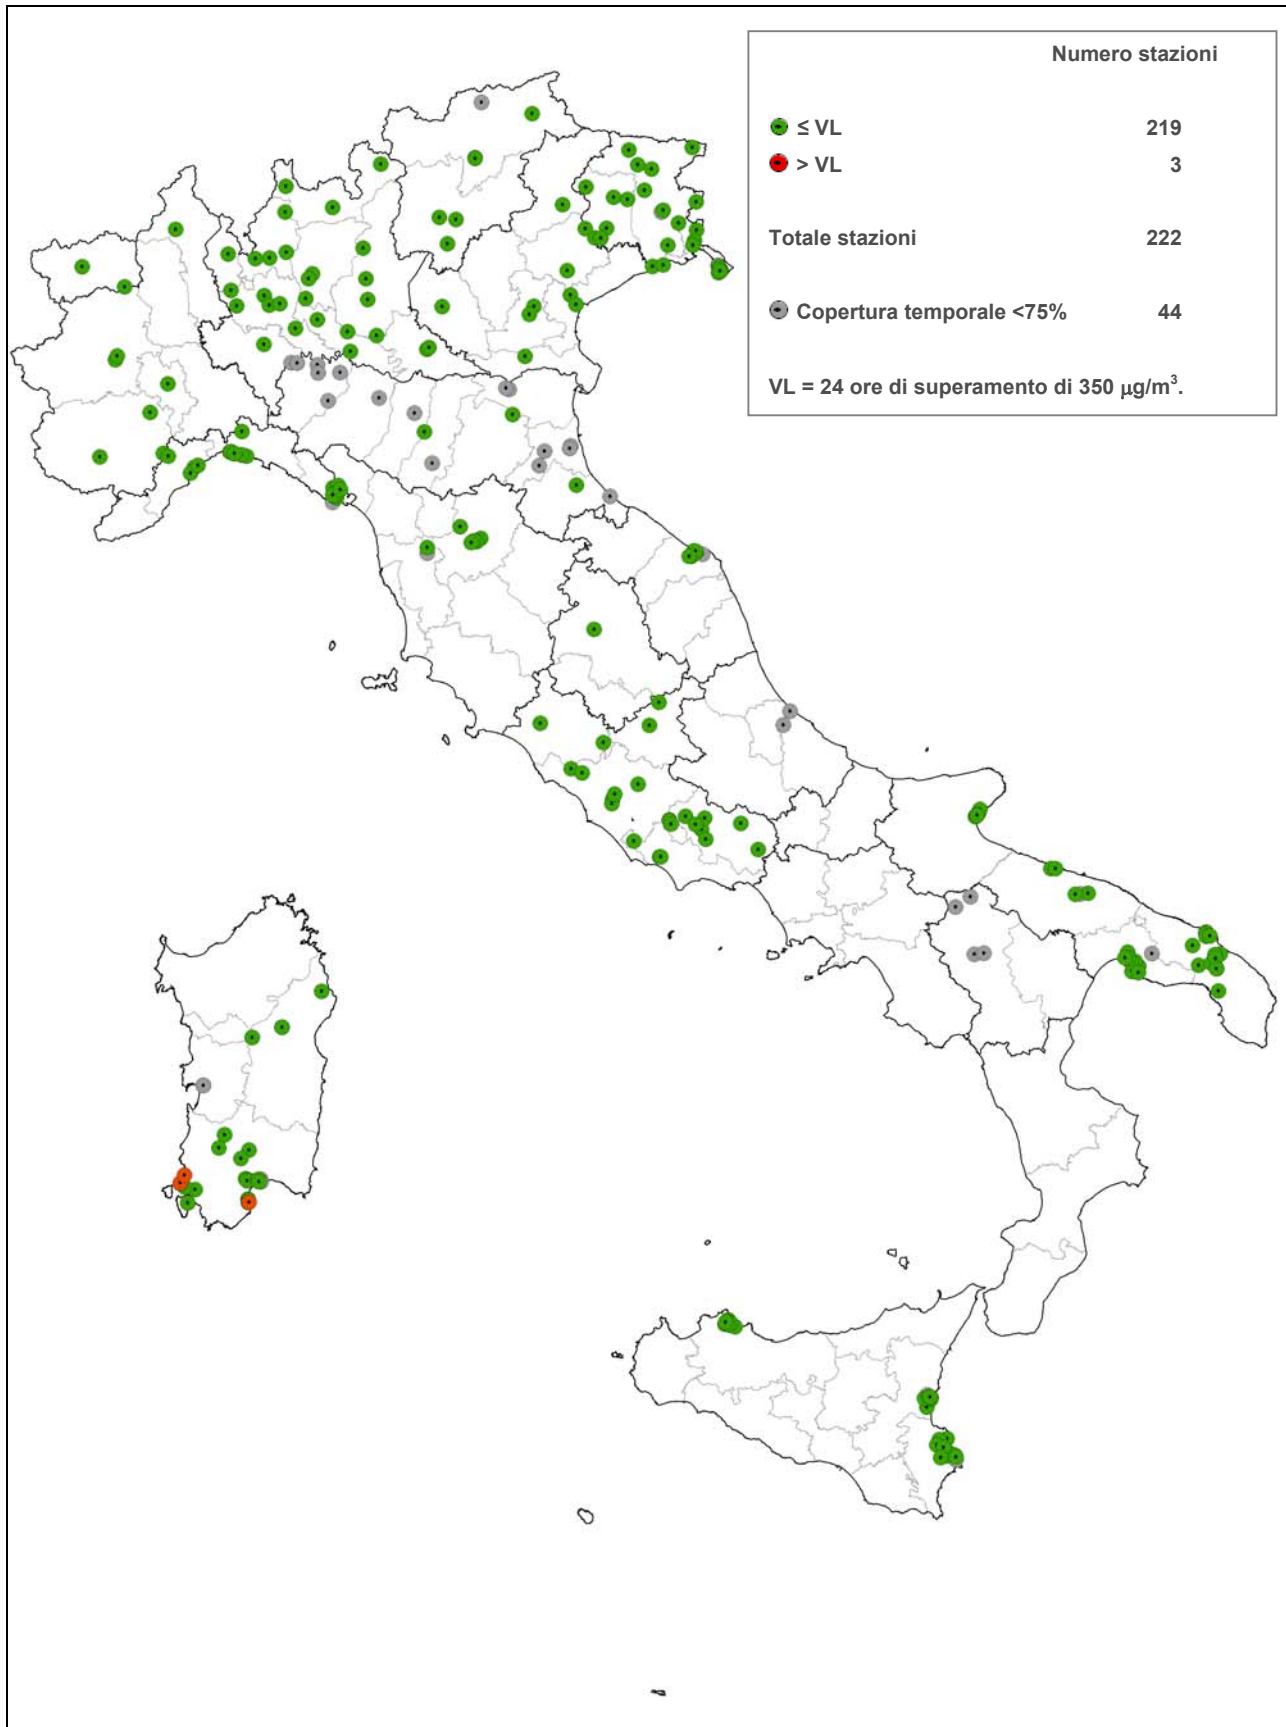 Numero stazioni
≤ VL 219
> VL 3
Totale stazioni 222
Copertura temporale <75% 44
VL = 24 ore di superamento di 350 µg/m³.